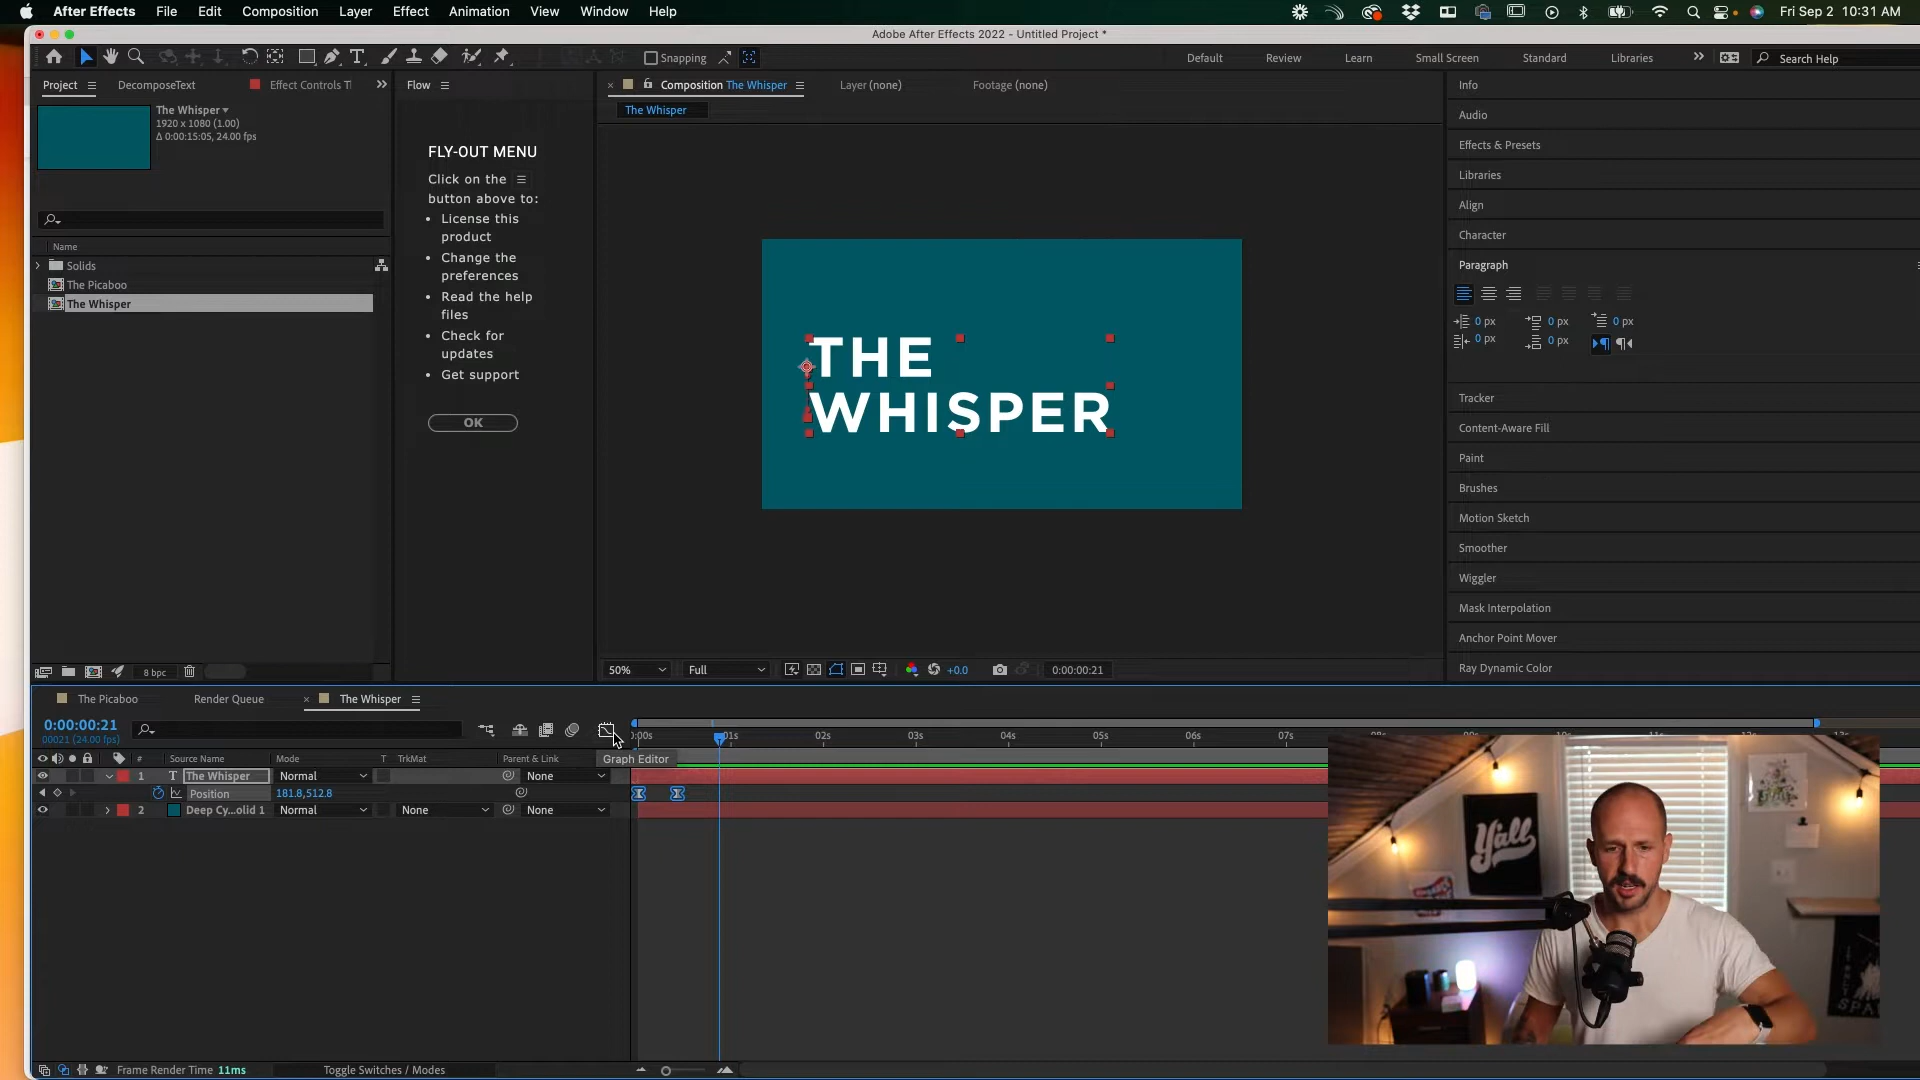 After Effects File Edit Composition Layer Effect Animation View Window Help Fri Sep 2 10:31 AM
Adobe After Effects 2022 - Untitled Project *
Snapping Default Review Learn Small Screen Standard Libraries Search Help
Project DecomposeText Effect Controls T
Flow
Composition The Whisper Layer (none) Footage (none)
The Whisper
The Whisper
1920 x 1080 (1.00)
Δ 0:00:15:05, 24.00 fps
Name
Solids
The Picaboo
The Whisper
8 bpc
FLY-OUT MENU
Click on the
button above to:
• License this
product
• Change the
preferences
• Read the help
files
• Check for
updates
• Get support
OK
THE
WHISPER
50% Full +0.0 0:00:00:21
Info
Audio
Effects & Presets
Libraries
Align
Character
Paragraph
0 px 0 px 0 px
0 px 0 px
Tracker
Content-Aware Fill
Paint
Brushes
Motion Sketch
Smoother
Wiggler
Mask Interpolation
Anchor Point Mover
Ray Dynamic Color
The Picaboo Render Queue The Whisper
0:00:00:21
00021 (24.00 fps)
0:00s 01s 02s 03s 04s 05s 06s 07s
# Source Name Mode T TrkMat Parent & Link
Graph Editor
1 T The Whisper Normal None
Position 181.8,512.8
2 Deep Cy...olid 1 Normal None None
Y'all
Frame Render Time 11ms Toggle Switches / Modes